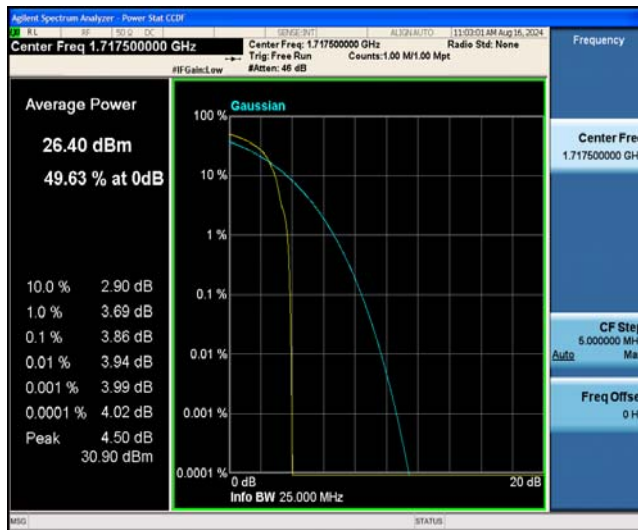 Agilent Spectrum Analyzer - Power Stat CCDF
RL RF 50 Ω DC SENSE:INT ALIGN AUTO 11:03:01 AM Aug 16, 2024
Center Freq 1.717500000 GHz
Center Freq: 1.717500000 GHz Radio Std: None
Trig: Free Run Counts:1.00 M/1.00 Mpt
#IFGain:Low #Atten: 46 dB
Frequency
Average Power
26.40 dBm
49.63 % at 0dB
10.0 % 2.90 dB
1.0 % 3.69 dB
0.1 % 3.86 dB
0.01 % 3.94 dB
0.001 % 3.99 dB
0.0001 % 4.02 dB
Peak 4.50 dB
30.90 dBm
Gaussian
100 %
10 %
1 %
0.1 %
0.01 %
0.001 %
0.0001 %
0 dB 20 dB
Info BW 25.000 MHz
Center Fre
1.717500000 GH
CF Step
5.000000 MH
Auto Ma
Freq Offse
0 H
MSG STATUS